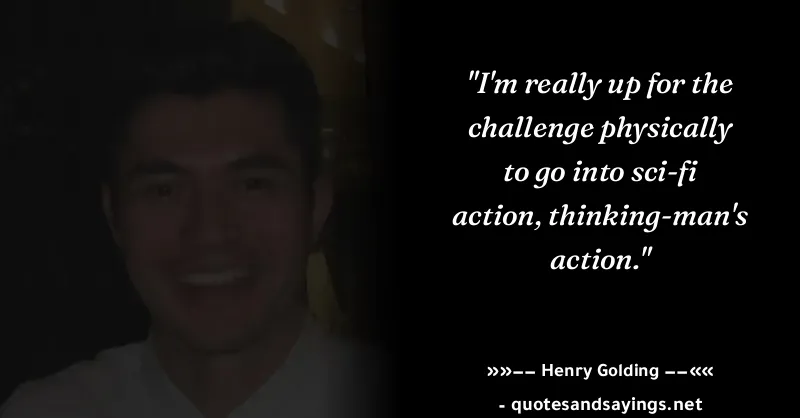 "I'm really up for the
challenge physically
to go into sci-fi
action, thinking-man's
action."
»»−− Henry Golding −−««
- quotesandsayings.net